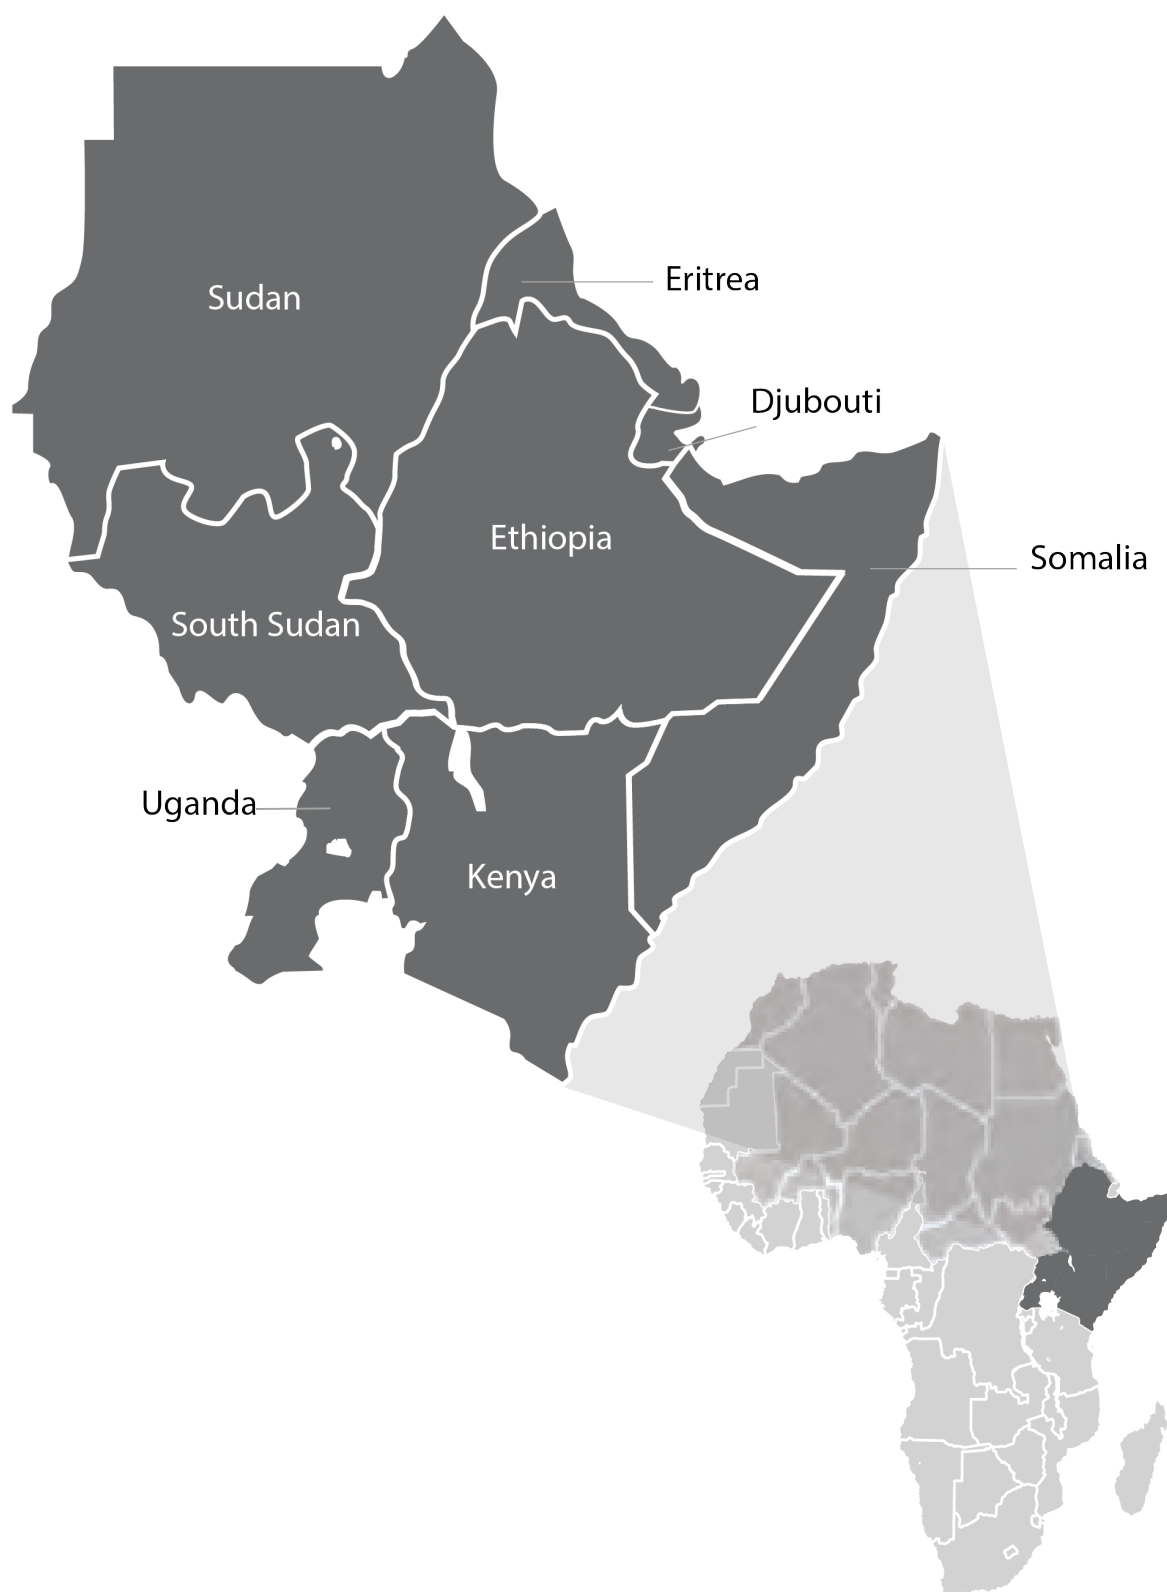 Eritrea
Sudan
Djubouti
Ethiopia
Somalia
South Sudan
Uganda
Kenya